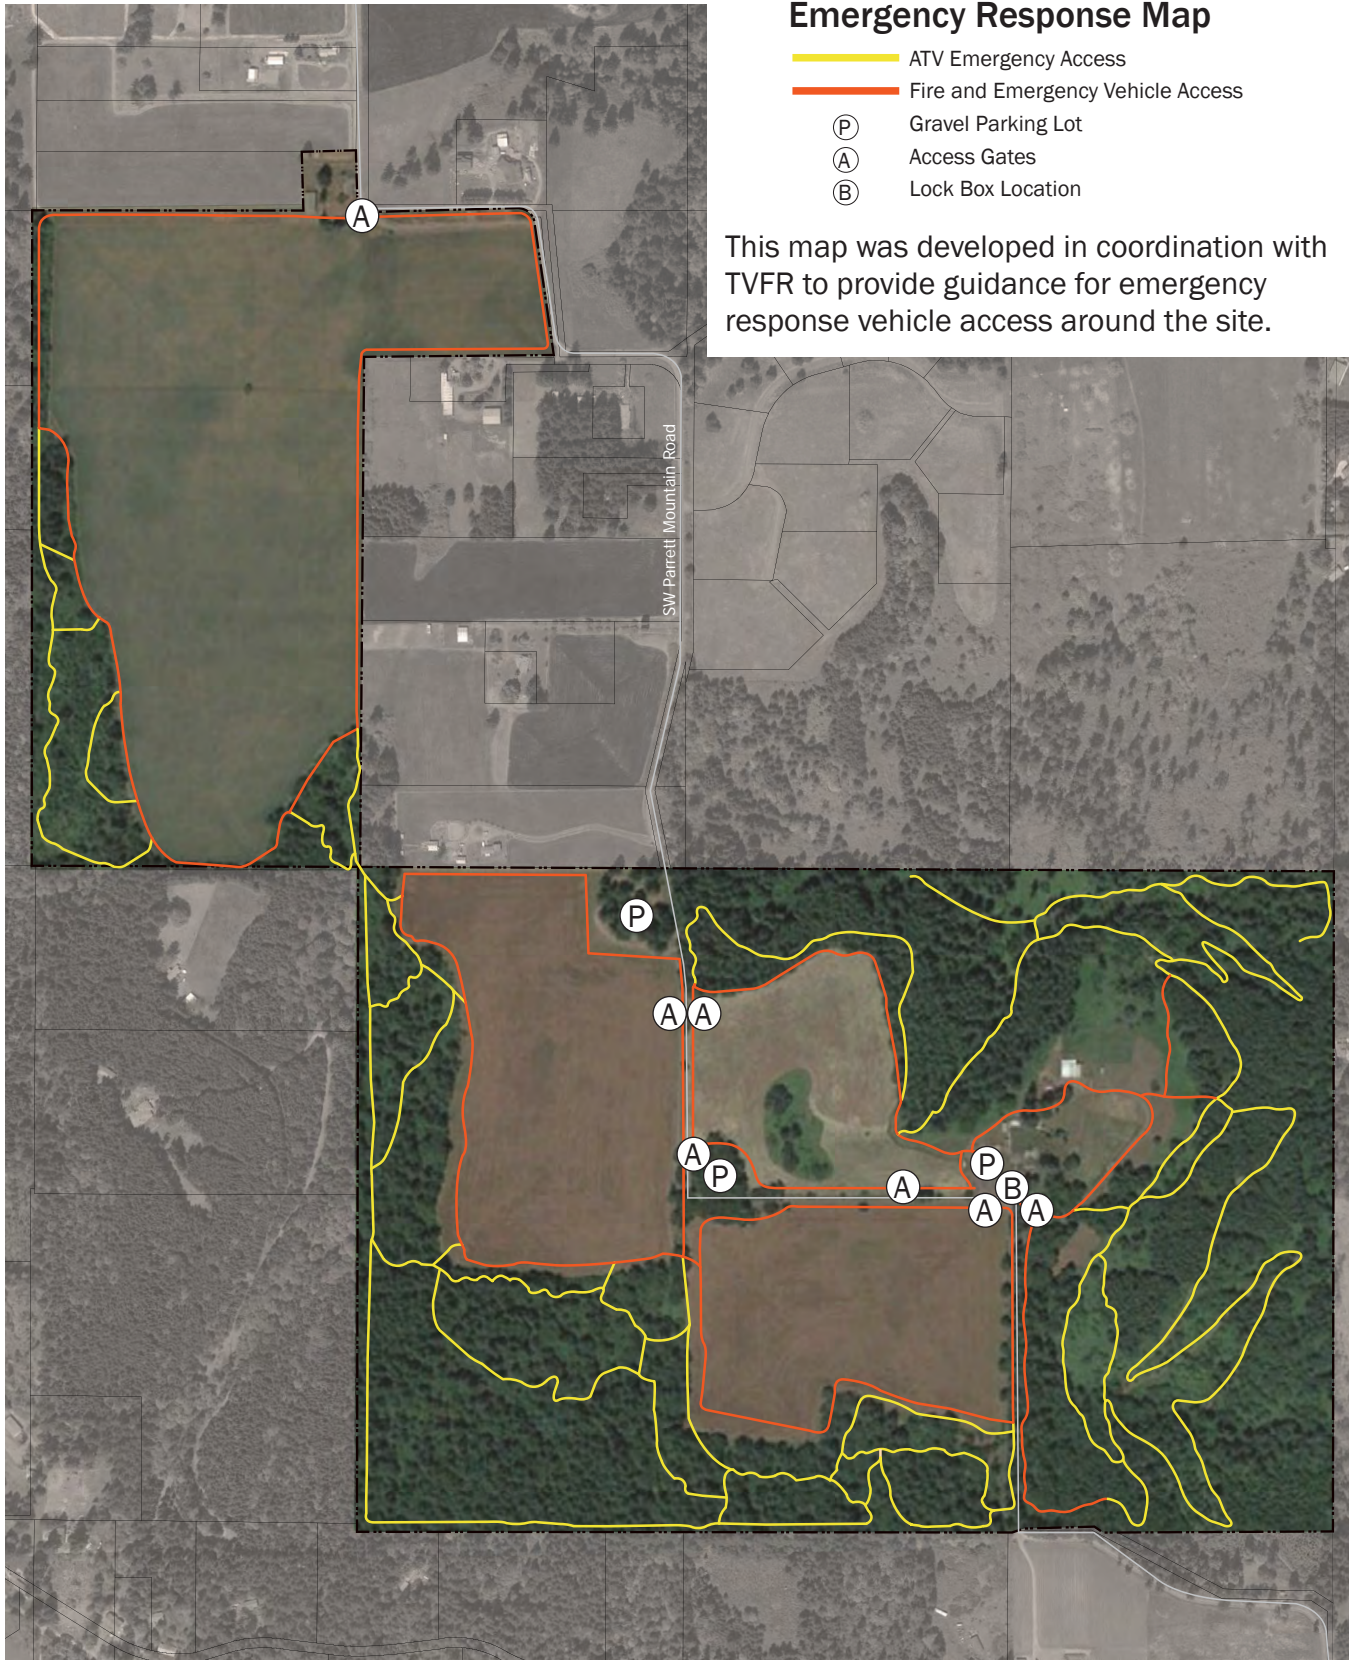 Emergency Response Map
ATV Emergency Access
Fire and Emergency Vehicle Access
P Gravel Parking Lot
A Access Gates
B Lock Box Location
This map was developed in coordination with
TVFR to provide guidance for emergency
response vehicle access around the site.
A
SW Parrett Mountain Road
P
A A
A
P
P
A
B
A
A